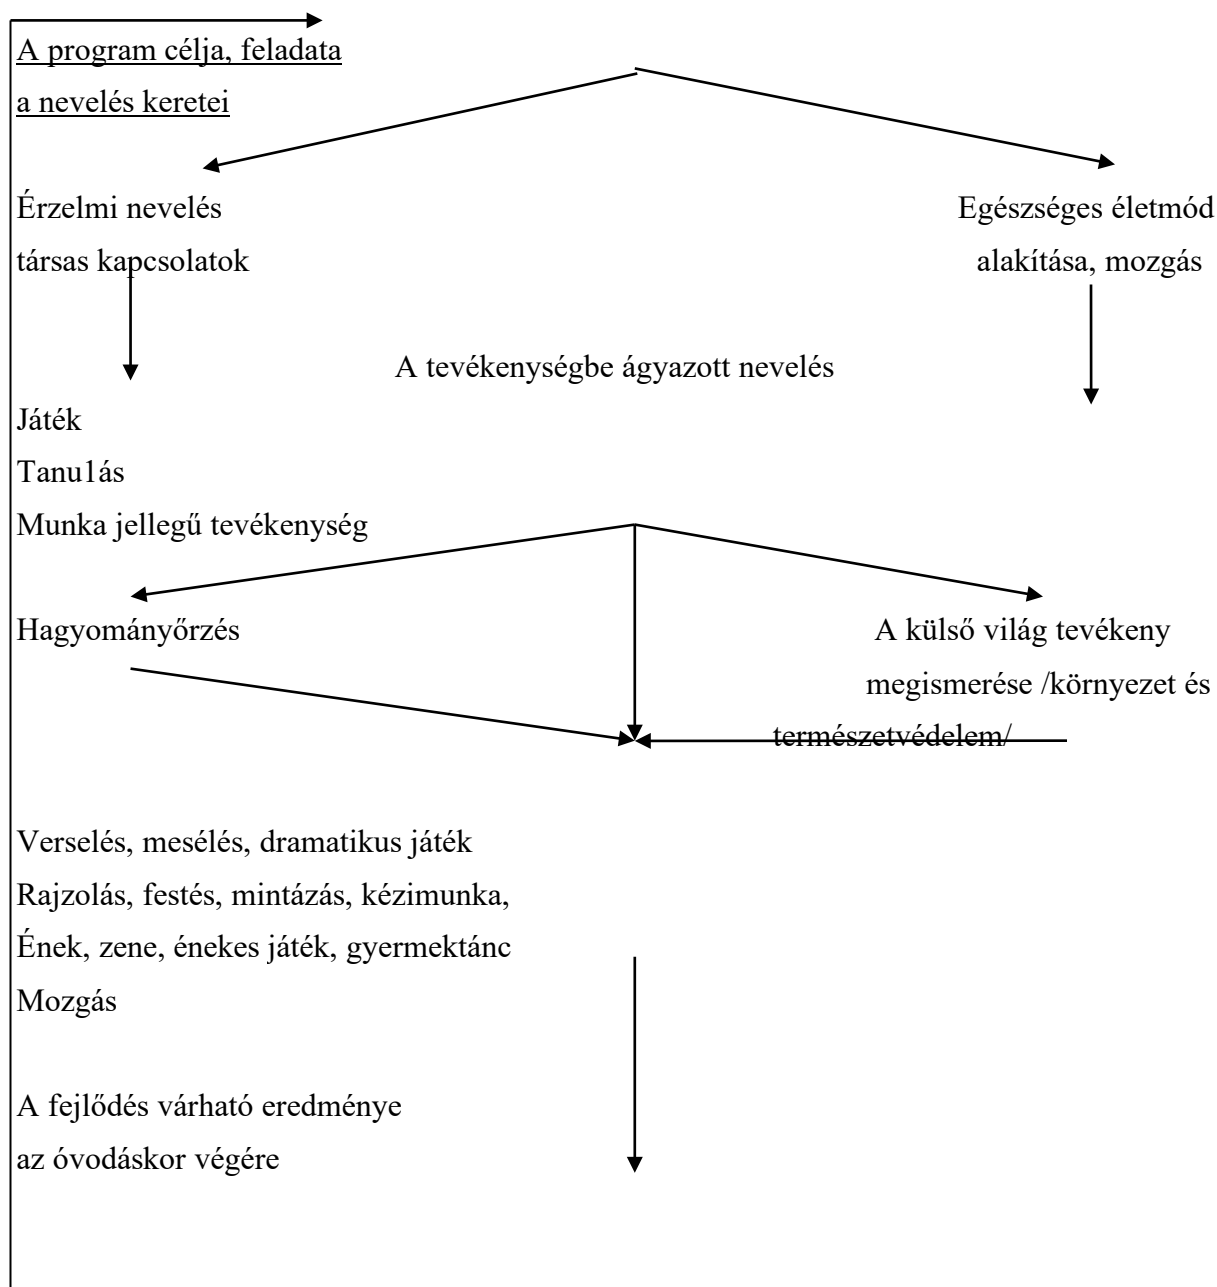 A program célja, feladata
a nevelés keretei
Érzelmi nevelés
társas kapcsolatok
Egészséges életmód
alakítása, mozgás
A tevékenységbe ágyazott nevelés
Játék
Tanu1ás
Munka jellegű tevékenység
Hagyományőrzés
A külső világ tevékeny
megismerése /környezet és
természetvédelem/
Verselés, mesélés, dramatikus játék
Rajzolás, festés, mintázás, kézimunka,
Ének, zene, énekes játék, gyermektánc
Mozgás
A fejlődés várható eredménye
az óvodáskor végére